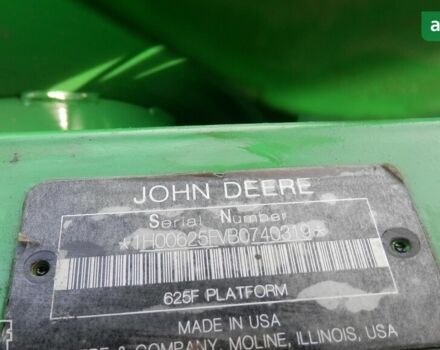 JOHN DEERE
Serial Number
*1H00625FVB0740319*
625F PLATFORM
MADE IN USA
& COMPANY, MOLINE, ILLINOIS, USA